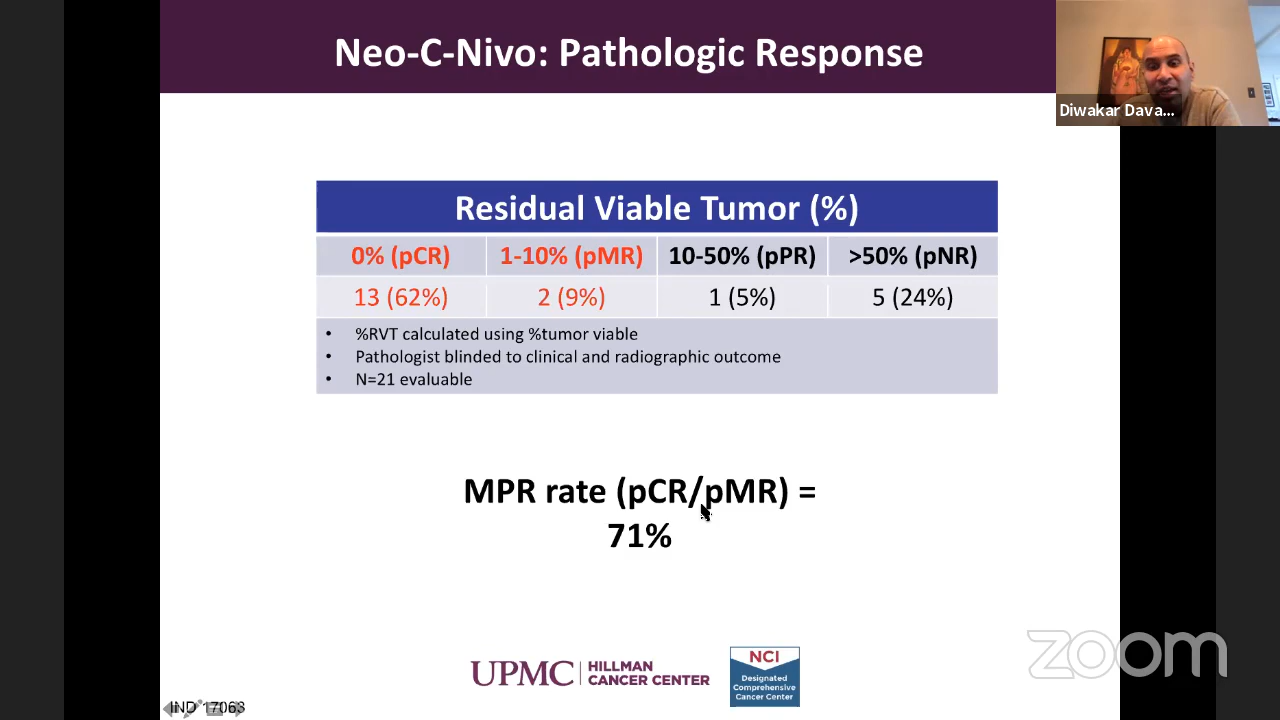 Neo-C-Nivo: Pathologic Response
Diwakar Dava...
Residual Viable Tumor (%)
0% (pCR) 1-10% (pMR) 10-50% (pPR) >50% (pNR)
13 (62%) 2 (9%) 1 (5%) 5 (24%)
• %RVT calculated using %tumor viable
• Pathologist blinded to clinical and radiographic outcome
• N=21 evaluable
MPR rate (pCR/pMR) =
71%
UPMC HILLMAN
CANCER CENTER
NCI
Designated
Comprehensive
Cancer Center
zoom
IND 17063